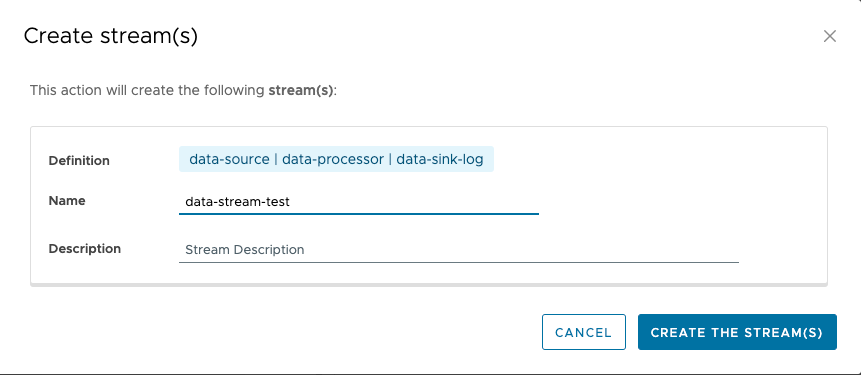 Create stream(s)
This action will create the following stream(s):
Definition data-source | data-processor | data-sink-log
Name data-stream-test
Description Stream Description
CANCEL CREATE THE STREAM(S)